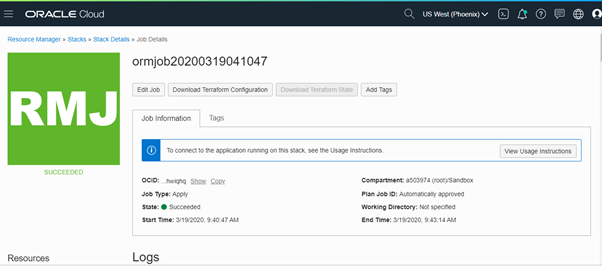 ORACLE Cloud
US West (Phoenix)
Resource Manager » Stacks » Stack Details » Job Details
RMJ
SUCCEEDED
ormjob20200319041047
Edit Job
Download Terraform Configuration
Download Terraform State
Add Tags
Job Information
Tags
To connect to the application running on this stack, see the Usage Instructions.
View Usage Instructions
OCID: ...hwiqhq Show Copy
Job Type: Apply
State: Succeeded
Start Time: 3/19/2020, 9:40:47 AM
Compartment: a503974 (root)/Sandbox
Plan Job ID: Automatically approved
Working Directory: Not specified
End Time: 3/19/2020, 9:43:14 AM
Resources
Logs